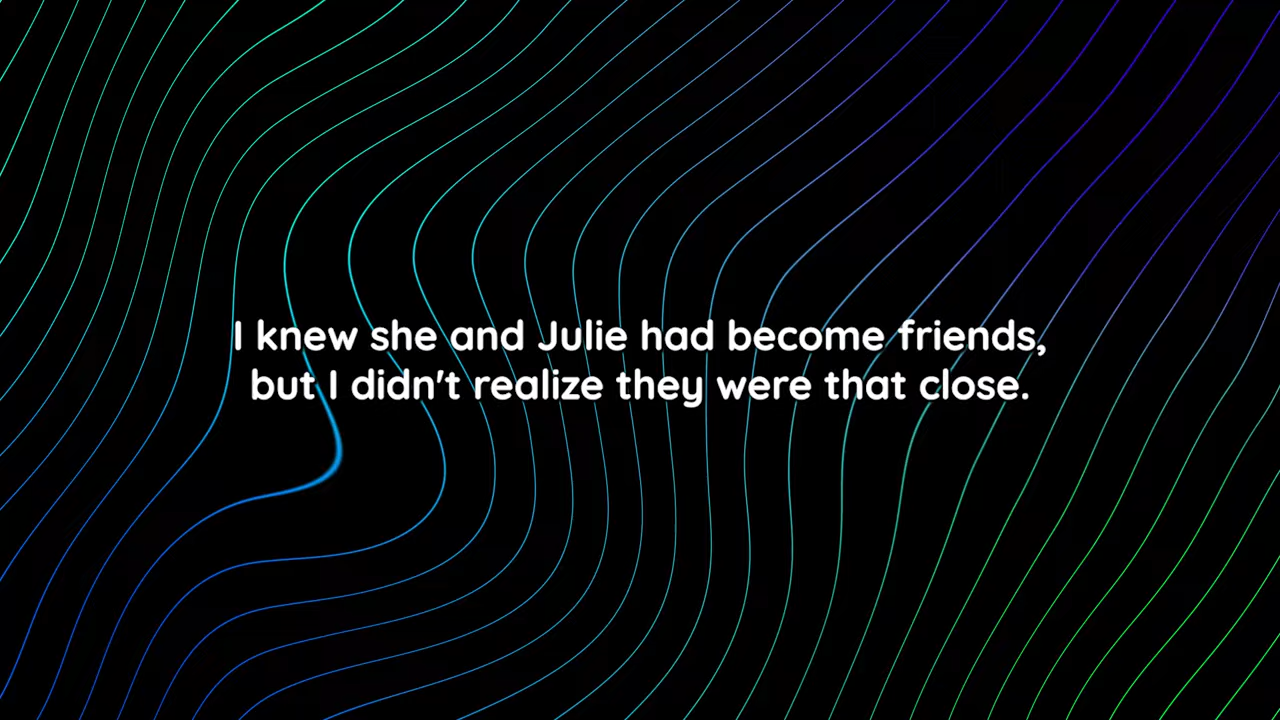 I knew she and Julie had become friends,
but I didn't realize they were that close.